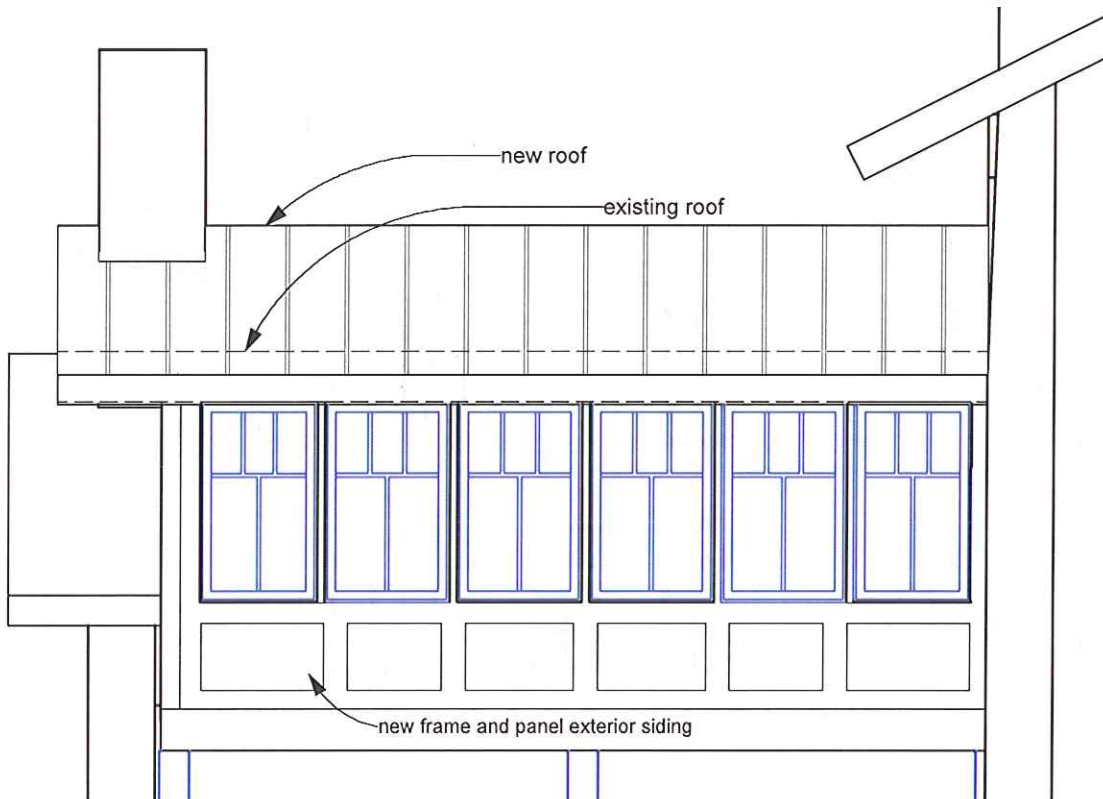 new roof
existing roof
new frame and panel exterior siding